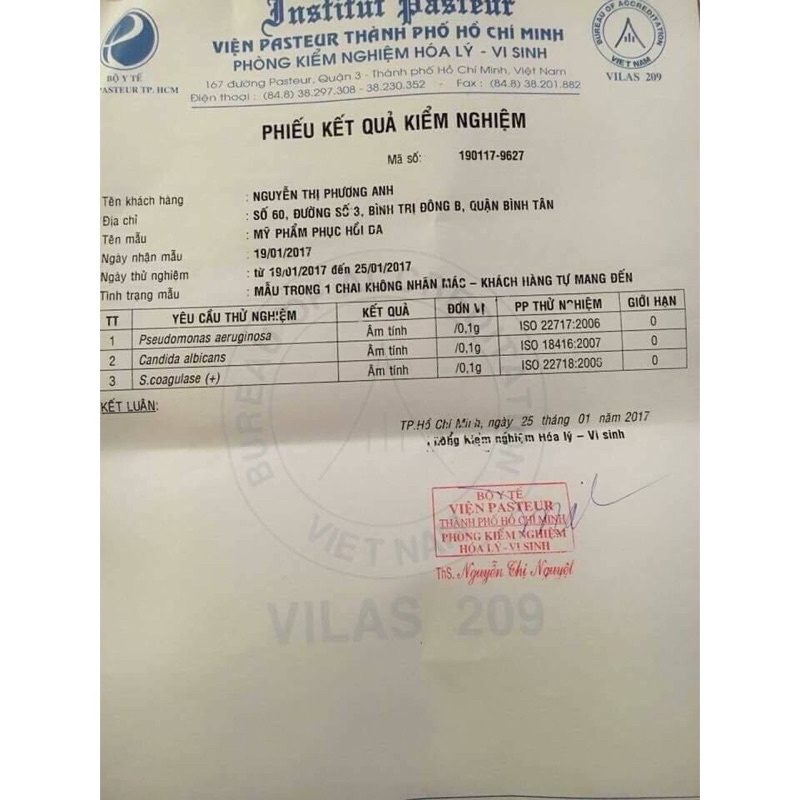 Institut Pasteur
VIỆN PASTEUR THÀNH PHỐ HỒ CHÍ MINH
PHÒNG KIỂM NGHIỆM HÓA LÝ - VI SINH
167 đường Pasteur, Quận 3 - Thành phố Hồ Chí Minh, Việt Nam
Điện thoại : (84.8) 38.297.308 - 38.230.352 - Fax : (84.8) 38.201.882
BỘ Y TẾ
PASTEUR TP. HCM
BUREAU OF ACCREDITATION
VIET NAM
VILAS 209
PHIẾU KẾT QUẢ KIỂM NGHIỆM
Mã số: 190117-9627
Tên khách hàng : NGUYỄN THỊ PHƯƠNG ANH
Địa chỉ : SỐ 60, ĐƯỜNG SỐ 3, BÌNH TRỊ ĐÔNG B, QUẬN BÌNH TÂN
Tên mẫu : MỸ PHẨM PHỤC HỒI DA
Ngày nhận mẫu : 19/01/2017
Ngày thử nghiệm : từ 19/01/2017 đến 25/01/2017
Tình trạng mẫu : MẪU TRONG 1 CHAI KHÔNG NHÃN MÁC – KHÁCH HÀNG TỰ MANG ĐẾN
TT YÊU CẦU THỬ NGHIỆM KẾT QUẢ ĐƠN VỊ PP THỬ NGHIỆM GIỚI HẠN
1 Pseudomonas aeruginosa Âm tính /0,1g ISO 22717:2006 0
2 Candida albicans Âm tính /0,1g ISO 18416:2007 0
3 S.coagulase (+) Âm tính /0,1g ISO 22718:2006 0
KẾT LUẬN:
TP.Hồ Chí Minh, ngày 25 tháng 01 năm 2017
Phòng kiểm nghiệm Hóa lý – Vi sinh
BỘ Y TẾ
VIỆN PASTEUR
THÀNH PHỐ HỒ CHÍ MINH
PHÒNG KIỂM NGHIỆM
HÓA LÝ - VI SINH
ThS. Nguyễn Thị Nguyệt
BUREAU OF ACCREDITATION
VIET NAM
VILAS 209